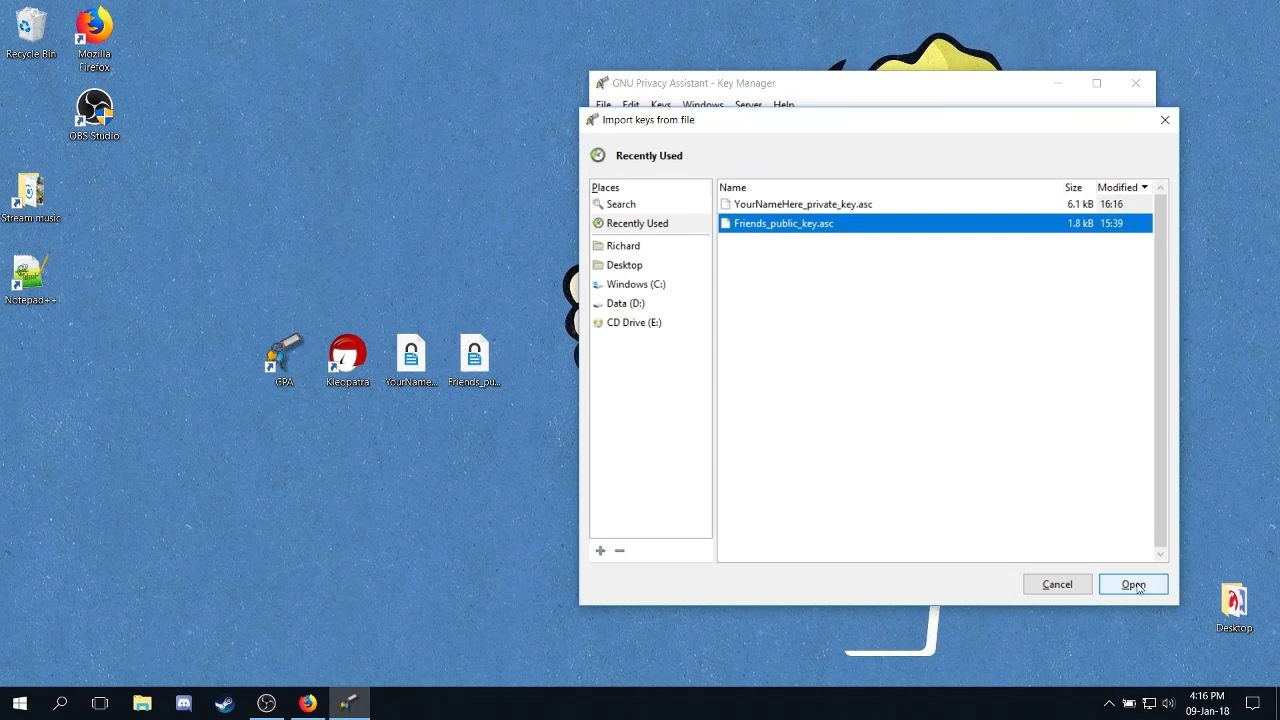 Recycle Bin
Mozilla
Firefox
OBS Studio
Stream music
Notepad++
GPA
Kleopatra
YourName...
Friends_pu...
GNU Privacy Assistant - Key Manager
File Edit Keys Windows Server Help
Import keys from file
Recently Used
Places
Search
Recently Used
Richard
Desktop
Windows (C:)
Data (D:)
CD Drive (E:)
Name Size Modified
YourNameHere_private_key.asc 6.1 kB 16:16
Friends_public_key.asc 1.8 kB 15:39
Cancel Open
Desktop
4:16 PM
09-Jan-18